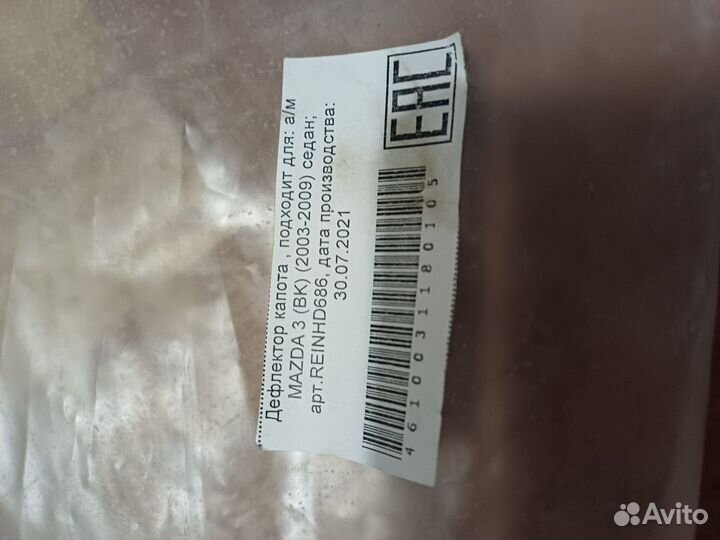 Дефлектор капота , подходит для: а/м
MAZDA 3 (BK) (2003-2009) седан;
арт.REINHD686, дата производства:
30.07.2021
4610031180105
EAC
Avito